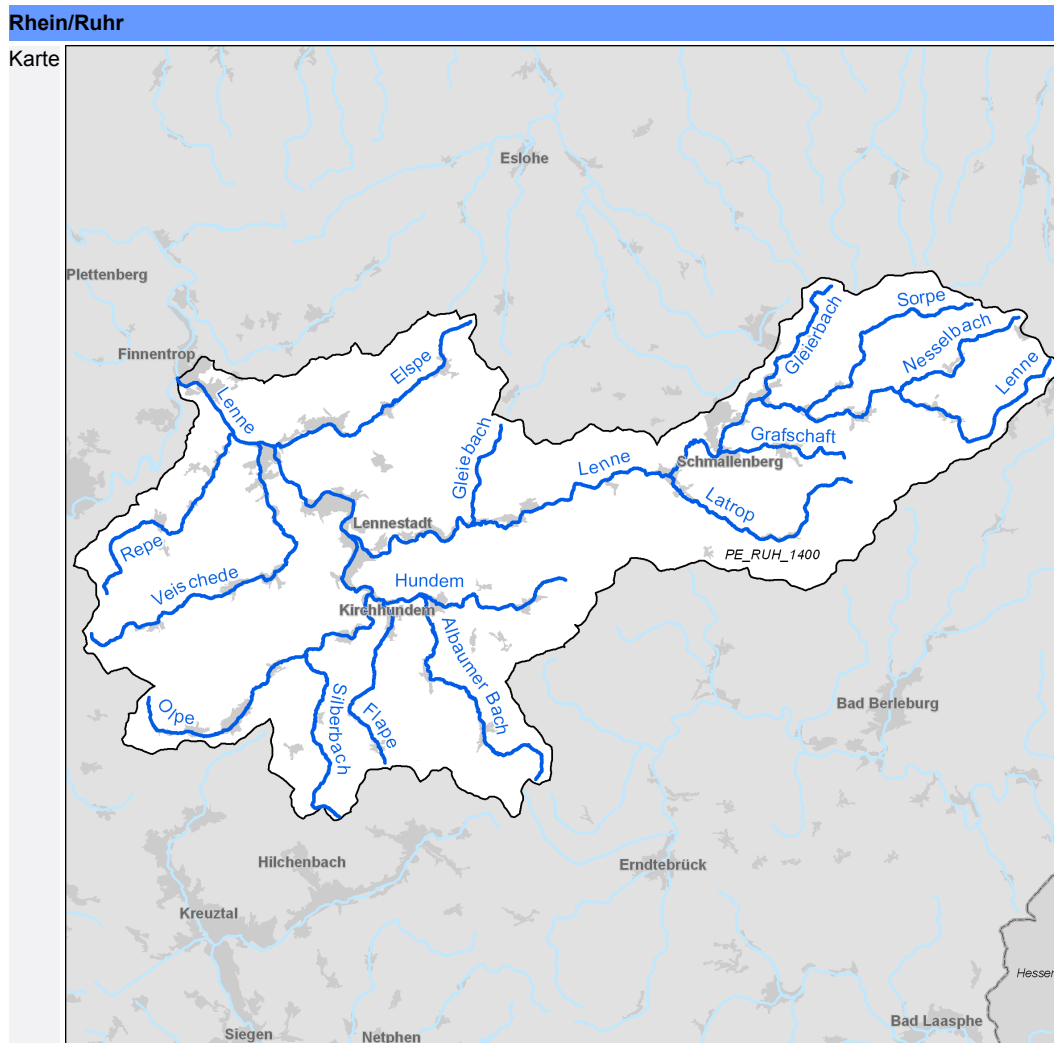 Rhein/Ruhr
Karte
Eslohe
Plettenberg
Finnentrop
Lenne
Elspe
Gleierbach
Sorpe
Nesselbach
Lenne
Grafschaft
Schmallenberg
Gleiebach
Lenne
Latrop
Lennestadt
Repe
PE_RUH_1400
Veischede
Hundem
Kirchhundem
Albaumer Bach
Olpe
Silberbach
Flape
Bad Berleburg
Hilchenbach
Erndtebrück
Kreuztal
Hessen
Siegen
Netphen
Bad Laasphe